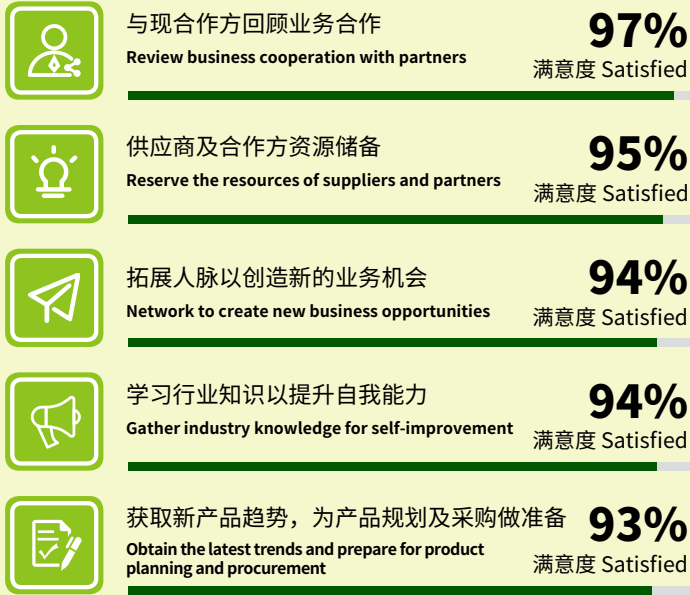 与现合作方回顾业务合作
Review business cooperation with partners
97%
满意度 Satisfied
供应商及合作方资源储备
Reserve the resources of suppliers and partners
95%
满意度 Satisfied
拓展人脉以创造新的业务机会
Network to create new business opportunities
94%
满意度 Satisfied
学习行业知识以提升自我能力
Gather industry knowledge for self-improvement
94%
满意度 Satisfied
获取新产品趋势，为产品规划及采购做准备
Obtain the latest trends and prepare for product
planning and procurement
93%
满意度 Satisfied